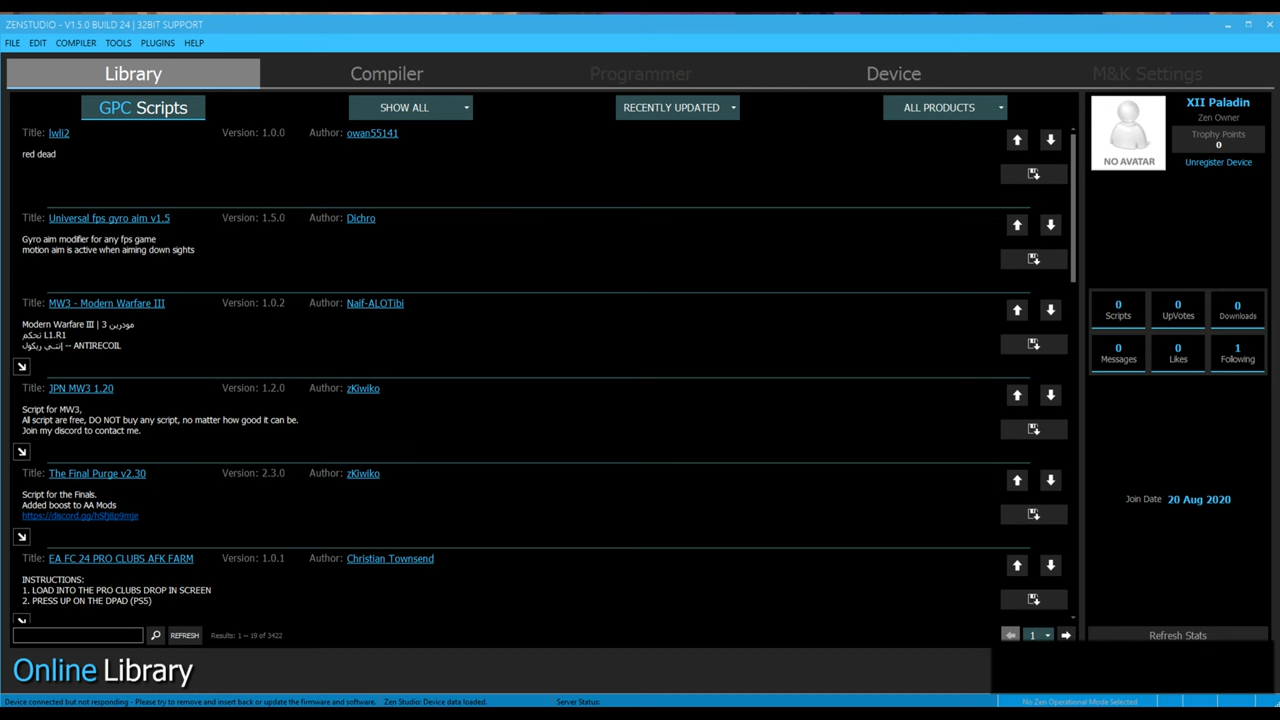 ZENSTUDIO - V1.5.0 BUILD 24 | 32BIT SUPPORT
FILE EDIT COMPILER TOOLS PLUGINS HELP
Library Compiler Programmer Device M&K Settings
GPC Scripts SHOW ALL RECENTLY UPDATED ALL PRODUCTS
Title: lwli2 Version: 1.0.0 Author: owan55141
red dead
Title: Universal fps gyro aim v1.5 Version: 1.5.0 Author: Dichro
Gyro aim modifier for any fps game
motion aim is active when aiming down sights
Title: MW3 - Modern Warfare III Version: 1.0.2 Author: Naif-ALOTibi
Modern Warfare III | مودرين 3
تحكم L1.R1
إنتـي ريكول -- ANTIRECOIL
Title: JPN MW3 1.20 Version: 1.2.0 Author: zKiwiko
Script for MW3,
All script are free, DO NOT buy any script, no matter how good it can be.
Join my discord to contact me.
Title: The Final Purge v2.30 Version: 2.3.0 Author: zKiwiko
Script for the Finals.
Added boost to AA Mods
https://discord.gg/hSfj8p9mje
Title: EA FC 24 PRO CLUBS AFK FARM Version: 1.0.1 Author: Christian Townsend
INSTRUCTIONS:
1. LOAD INTO THE PRO CLUBS DROP IN SCREEN
2. PRESS UP ON THE DPAD (PS5)
REFRESH Results: 1 ~ 19 of 3422 1
Online Library
NO AVATAR
XII Paladin
Zen Owner
Trophy Points
0
Unregister Device
0 0 0
Scripts UpVotes Downloads
0 0 1
Messages Likes Following
Join Date 20 Aug 2020
Refresh Stats
Device connected but not responding - Please try to remove and insert back or update the firmware and software. Zen Studio: Device data loaded. Server Status: No Zen Operational Mode Selected